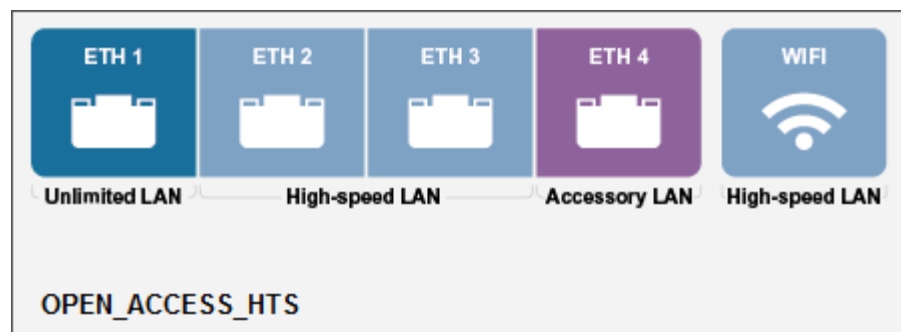 ETH 1 ETH 2 ETH 3 ETH 4 WIFI
Unlimited LAN High-speed LAN Accessory LAN High-speed LAN
OPEN_ACCESS_HTS